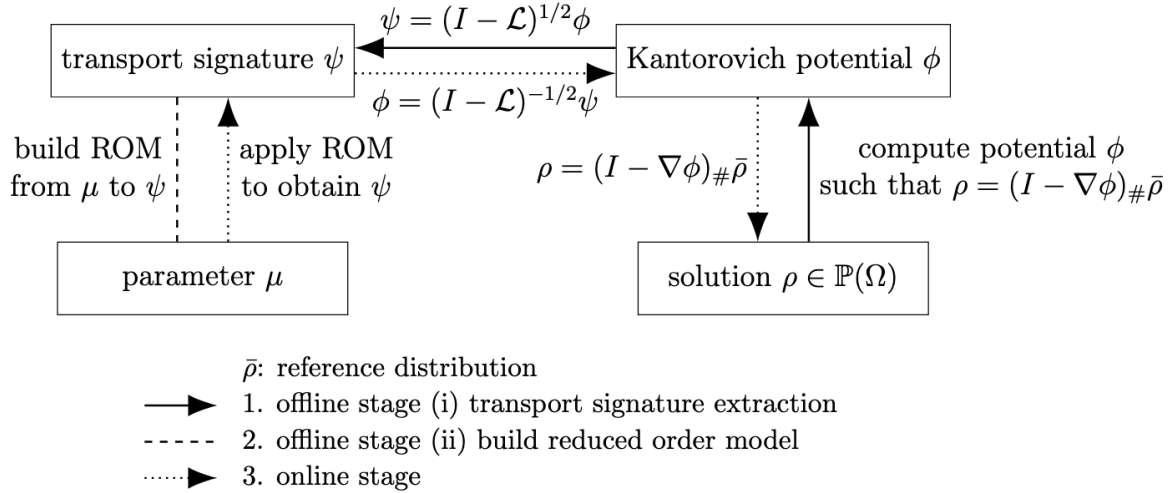 ψ = (I − 𝓛)^{1/2}ϕ
transport signature ψ
Kantorovich potential ϕ
ϕ = (I − 𝓛)^{−1/2}ψ
build ROM
from μ to ψ
apply ROM
to obtain ψ
ρ = (I − ∇ϕ)_# ρ̄
compute potential ϕ
such that ρ = (I − ∇ϕ)_# ρ̄
parameter μ
solution ρ ∈ ℙ(Ω)
ρ̄: reference distribution
1. offline stage (i) transport signature extraction
2. offline stage (ii) build reduced order model
3. online stage